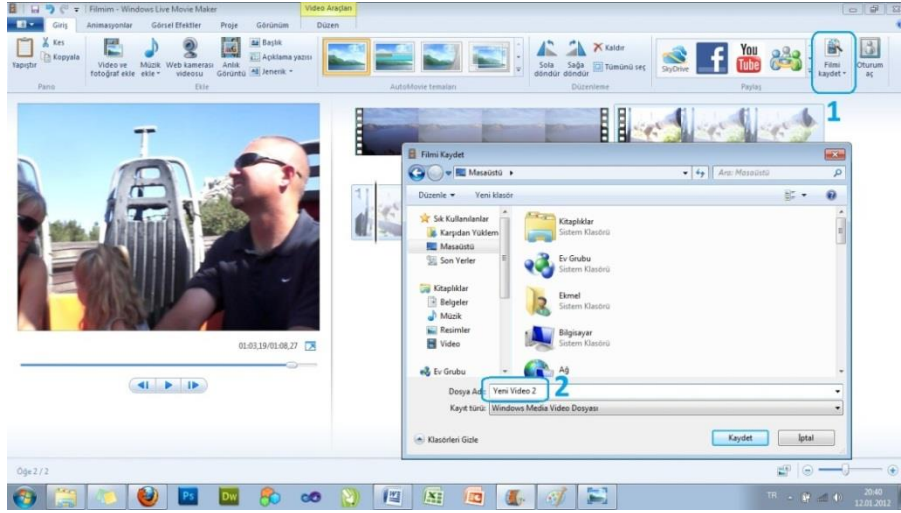 Filmim - Windows Live Movie Maker
Video Araçları
Giriş Animasyonlar Görsel Efektler Proje Görünüm Düzen
Yapıştır
Kes
Kopyala
Video ve fotoğraf ekle
Müzik ekle
Web kamerası videosu
Anlık Görüntü
Başlık
Açıklama yazısı
Jenerik
Sola döndür
Sağa döndür
Kaldır
Tümünü seç
SkyDrive
f
You Tube
Filmi kaydet
Oturum aç
Pano
Ekle
AutoMovie temaları
Düzenleme
Paylaş
1
Filmi Kaydet
Masaüstü
Ara: Masaüstü
Düzenle
Yeni klasör
Sık Kullanılanlar
Karşıdan Yüklem
Masaüstü
Son Yerler
Kitaplıklar
Belgeler
Müzik
Resimler
Video
Ev Grubu
Kitaplıklar
Sistem Klasörü
Ev Grubu
Sistem Klasörü
Ekmel
Sistem Klasörü
Bilgisayar
Sistem Klasörü
Ağ
Dosya Adı: Yeni Video 2
2
Kayıt türü: Windows Media Video Dosyası
Klasörleri Gizle
Kaydet
İptal
01:03,19/01:08,27
Öğe 2 / 2
Ps
Dw
TR
20:40
12.01.2012